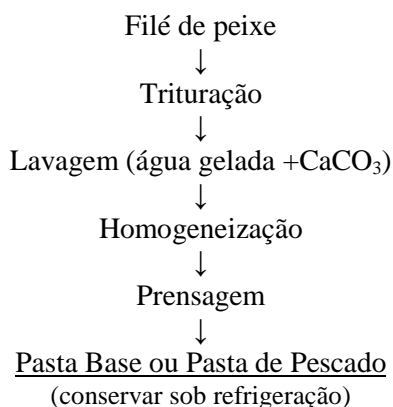 Filé de peixe
↓
Trituração
↓
Lavagem (água gelada +CaCO₃)
↓
Homogeneização
↓
Prensagem
↓
Pasta Base ou Pasta de Pescado
(conservar sob refrigeração)